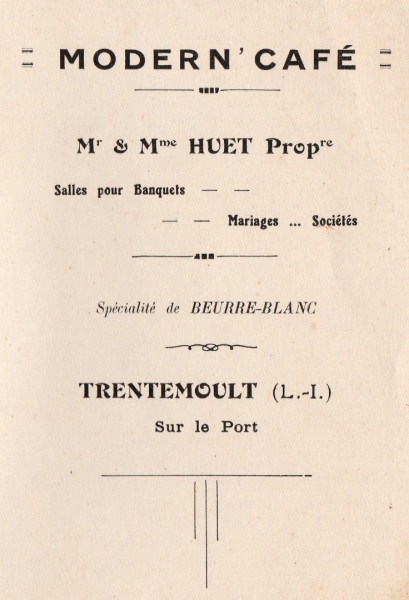 MODERN' CAFÉ
Mr & Mme HUET Propre
Salles pour Banquets — —
— — Mariages ... Sociétés
Spécialité de BEURRE-BLANC
TRENTEMOULT (L.-I.)
Sur le Port